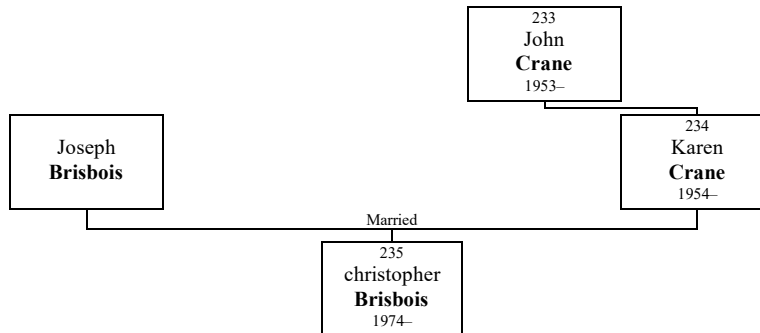 233
John
Crane
1953–
Joseph
Brisbois
234
Karen
Crane
1954–
Married
235
christopher
Brisbois
1974–